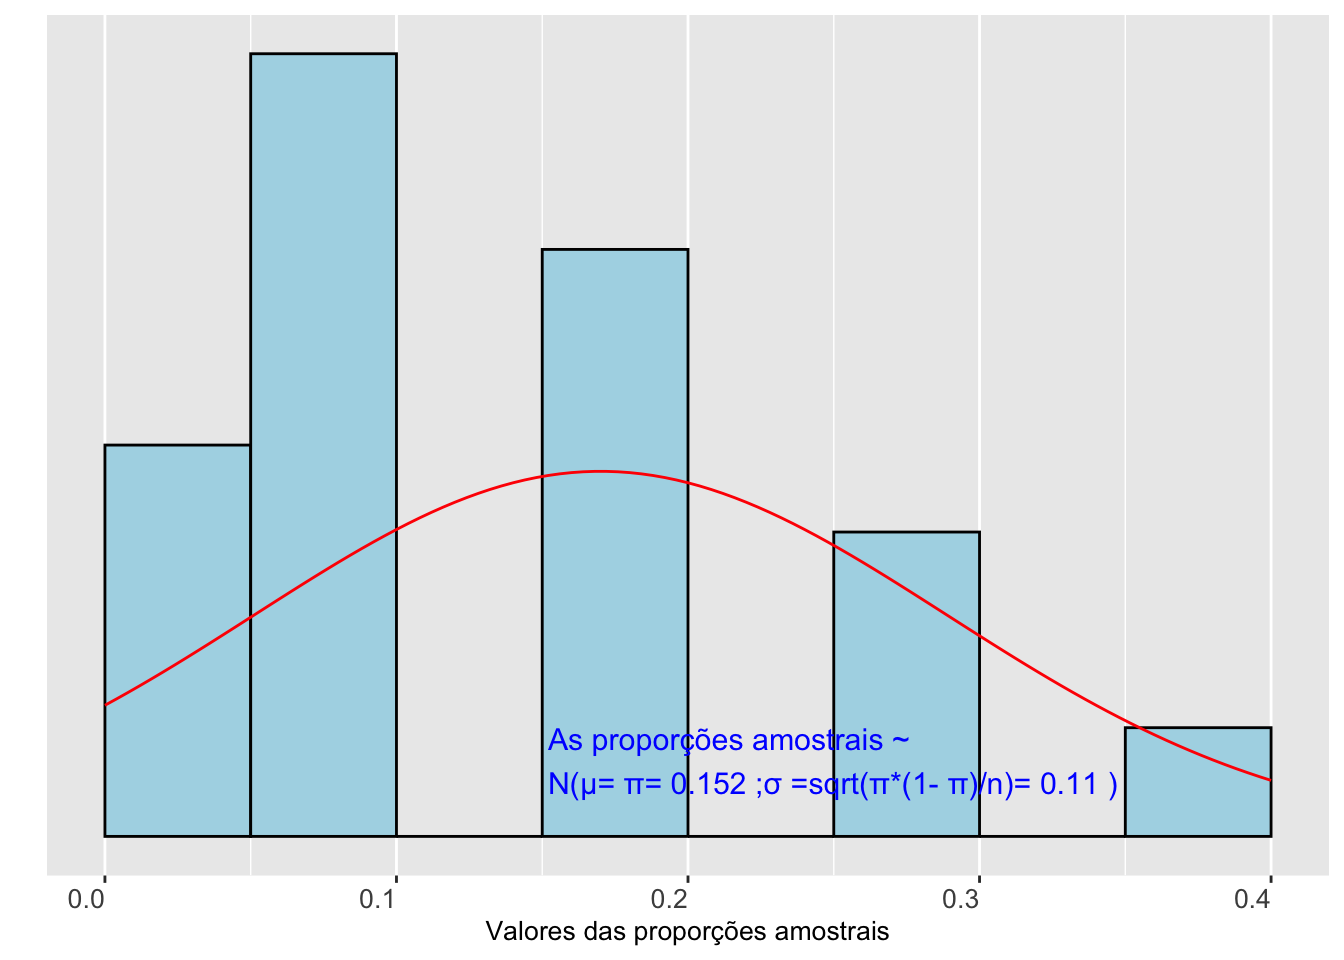 As proporções amostrais ~
N(μ= π= 0.152 ;σ =sqrt(π*(1- π)/n)= 0.11 )
0.0 0.1 0.2 0.3 0.4
Valores das proporções amostrais